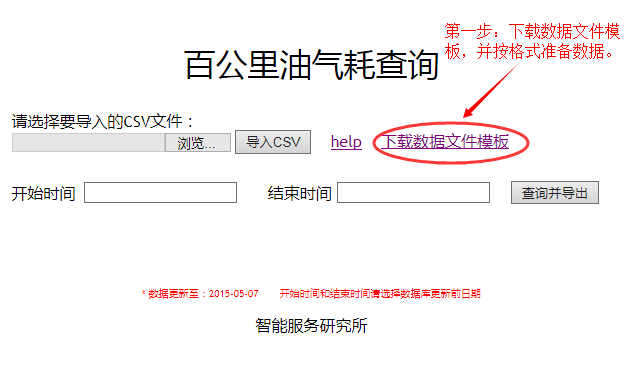 第一步：下载数据文件模
板，并按格式准备数据。
百公里油气耗查询
请选择要导入的CSV文件：
浏览... 导入CSV help 下载数据文件模板
开始时间 结束时间 查询并导出
* 数据更新至：2015-05-07 开始时间和结束时间请选择数据库更新前日期
智能服务研究所